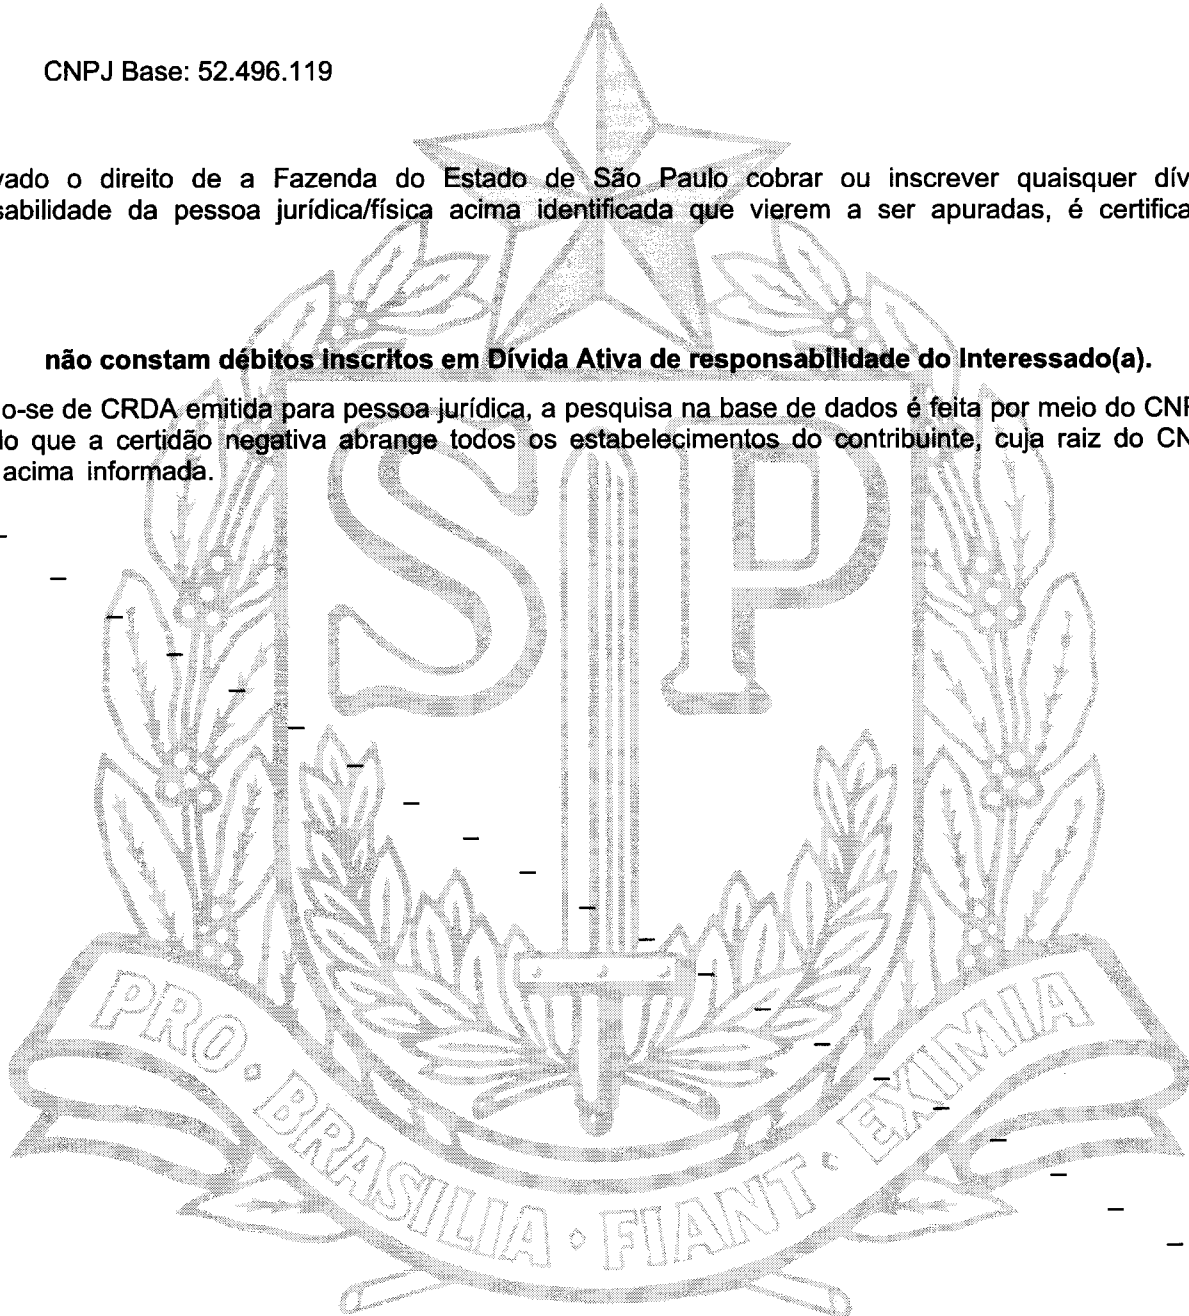 CNPJ Base: 52.496.119
vado o direito de a Fazenda do Estado de São Paulo cobrar ou inscrever quaisquer dív
sabilidade da pessoa jurídica/física acima identificada que vierem a ser apuradas, é certifica
não constam débitos inscritos em Dívida Ativa de responsabilidade do Interessado(a).
o-se de CRDA emitida para pessoa jurídica, a pesquisa na base de dados é feita por meio do CNP
do que a certidão negativa abrange todos os estabelecimentos do contribuinte, cuja raiz do CN
acima informada.
SP
PRO · BRASILIA · FIANT · EXIMIA